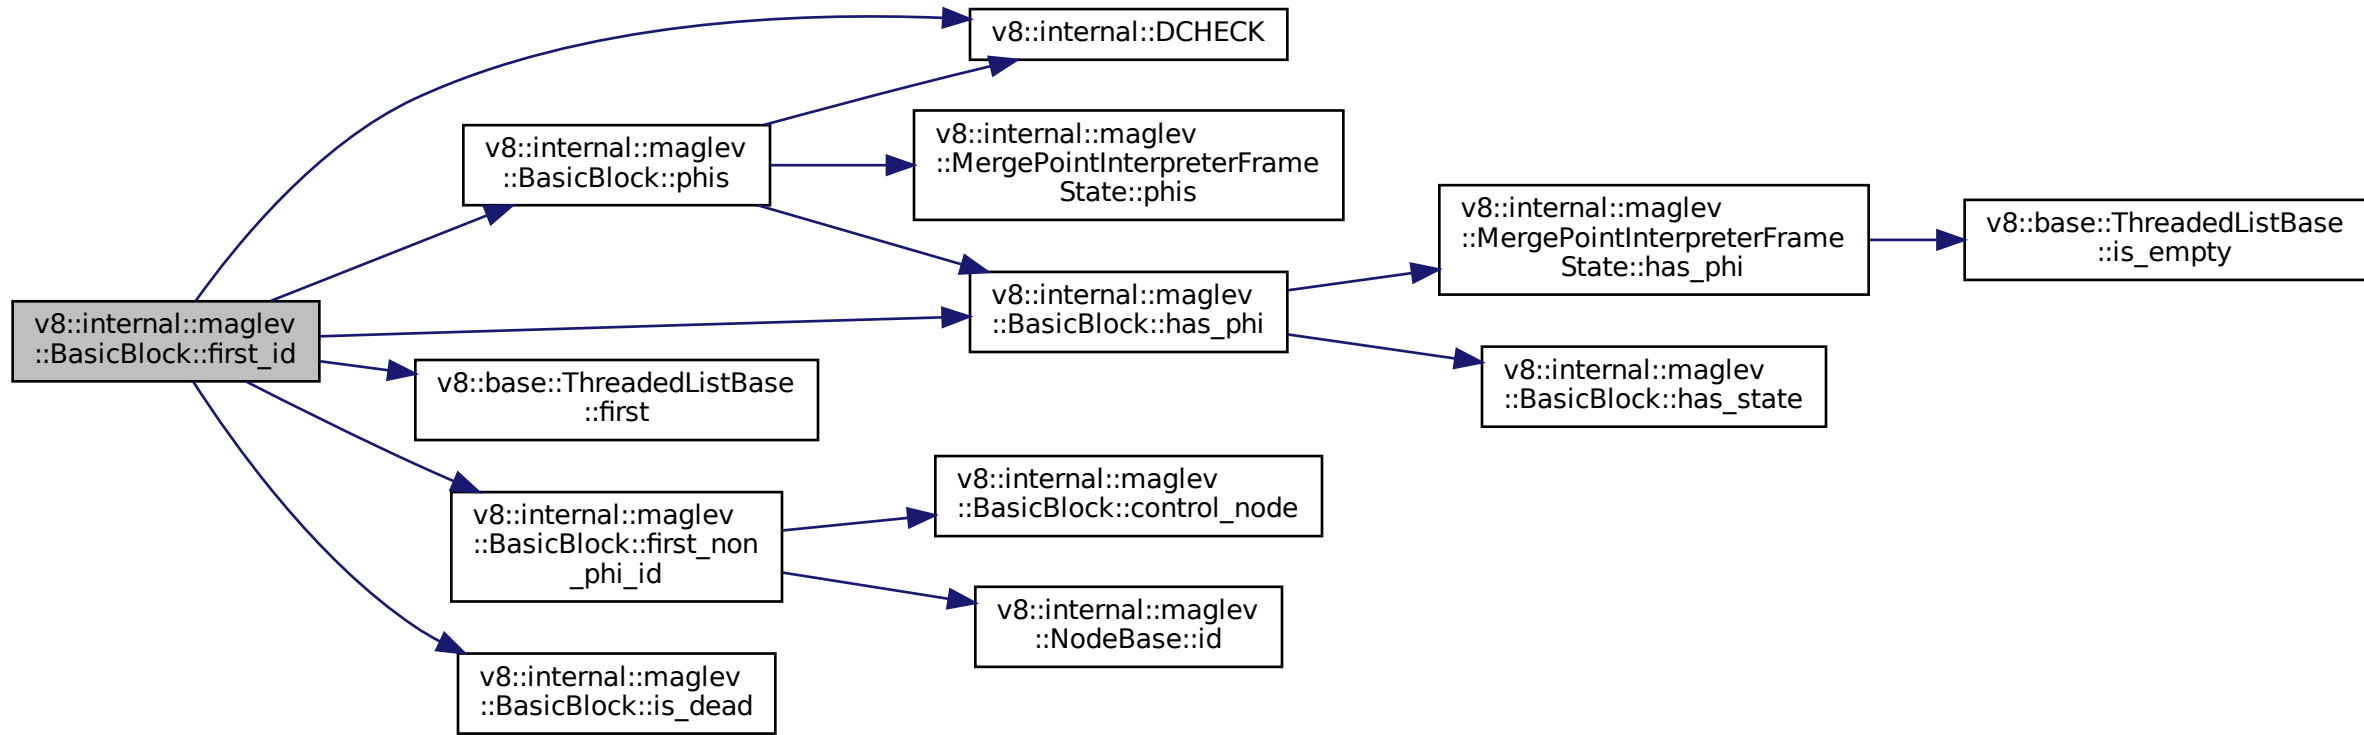 v8::internal::maglev
::BasicBlock::first_id
v8::internal::DCHECK
v8::internal::maglev
::BasicBlock::phis
v8::internal::maglev
::MergePointInterpreterFrame
State::phis
v8::internal::maglev
::BasicBlock::has_phi
v8::internal::maglev
::MergePointInterpreterFrame
State::has_phi
v8::base::ThreadedListBase
::is_empty
v8::internal::maglev
::BasicBlock::has_state
v8::base::ThreadedListBase
::first
v8::internal::maglev
::BasicBlock::first_non
_phi_id
v8::internal::maglev
::BasicBlock::control_node
v8::internal::maglev
::NodeBase::id
v8::internal::maglev
::BasicBlock::is_dead